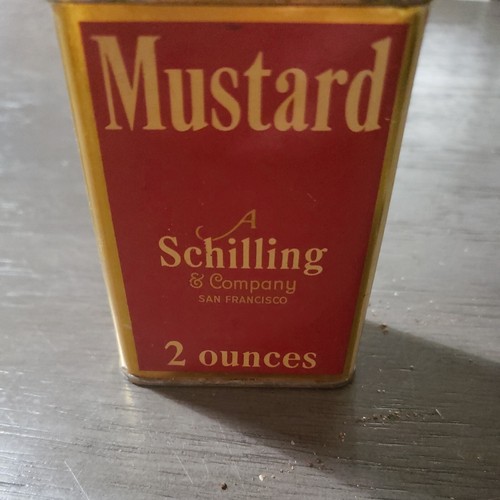 Mustard
A
Schilling
& Company
SAN FRANCISCO
2 ounces